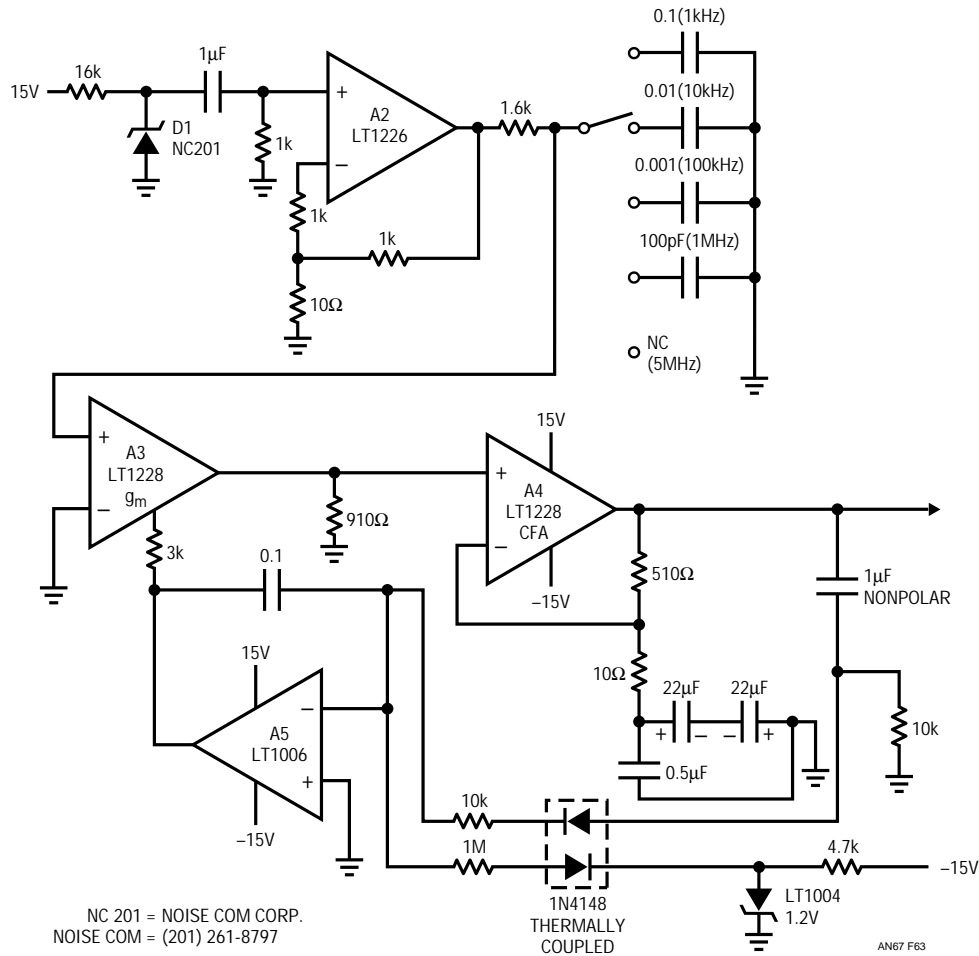 0.1(1kHz)
1µF
16k
15V
+
A2
LT1226
–
1.6k
0.01(10kHz)
D1
NC201
1k
0.001(100kHz)
1k
1k
100pF(1MHz)
10Ω
NC
(5MHz)
+
A3
LT1228
gm
–
15V
+
A4
LT1228
CFA
–
–15V
910Ω
3k
0.1
510Ω
1µF
NONPOLAR
10Ω
22µF
22µF
+
–
–
+
10k
0.5µF
15V
–
A5
LT1006
+
–15V
10k
1M
4.7k
–15V
1N4148
THERMALLY
COUPLED
LT1004
1.2V
NC 201 = NOISE COM CORP.
NOISE COM = (201) 261-8797
AN67 F63